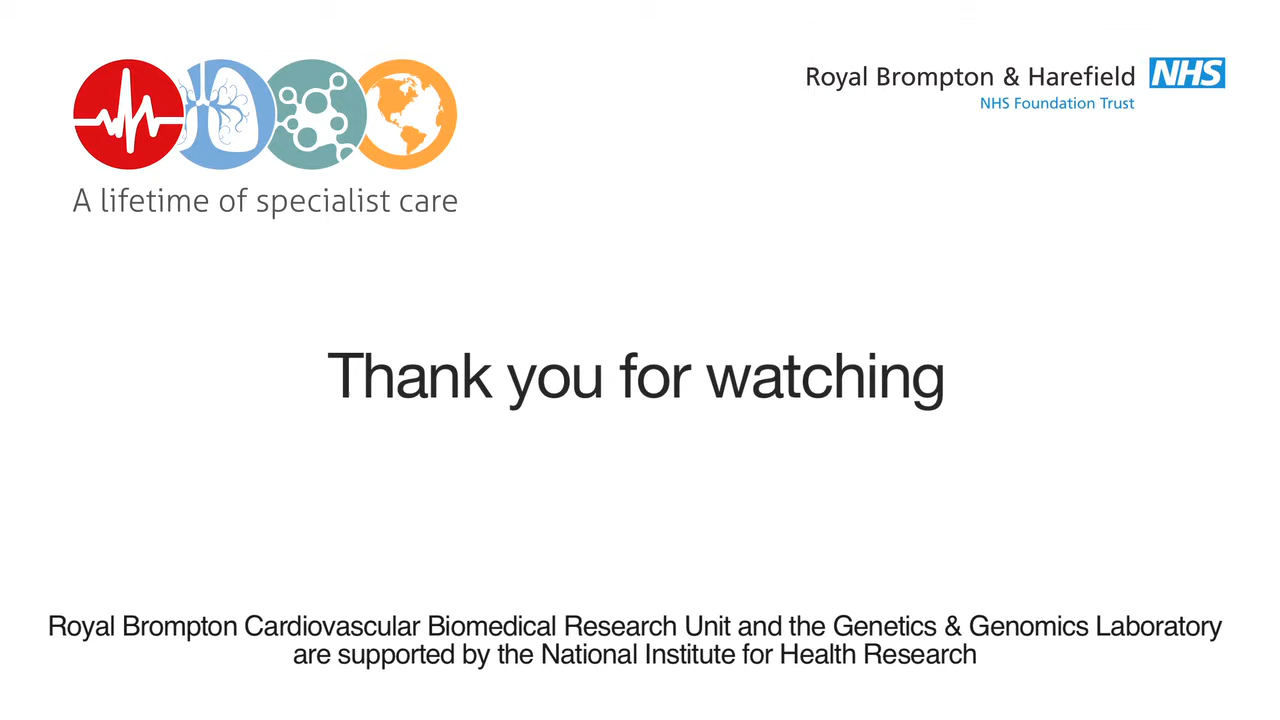 Royal Brompton & Harefield NHS
NHS Foundation Trust
A lifetime of specialist care
Thank you for watching
Royal Brompton Cardiovascular Biomedical Research Unit and the Genetics & Genomics Laboratory
are supported by the National Institute for Health Research